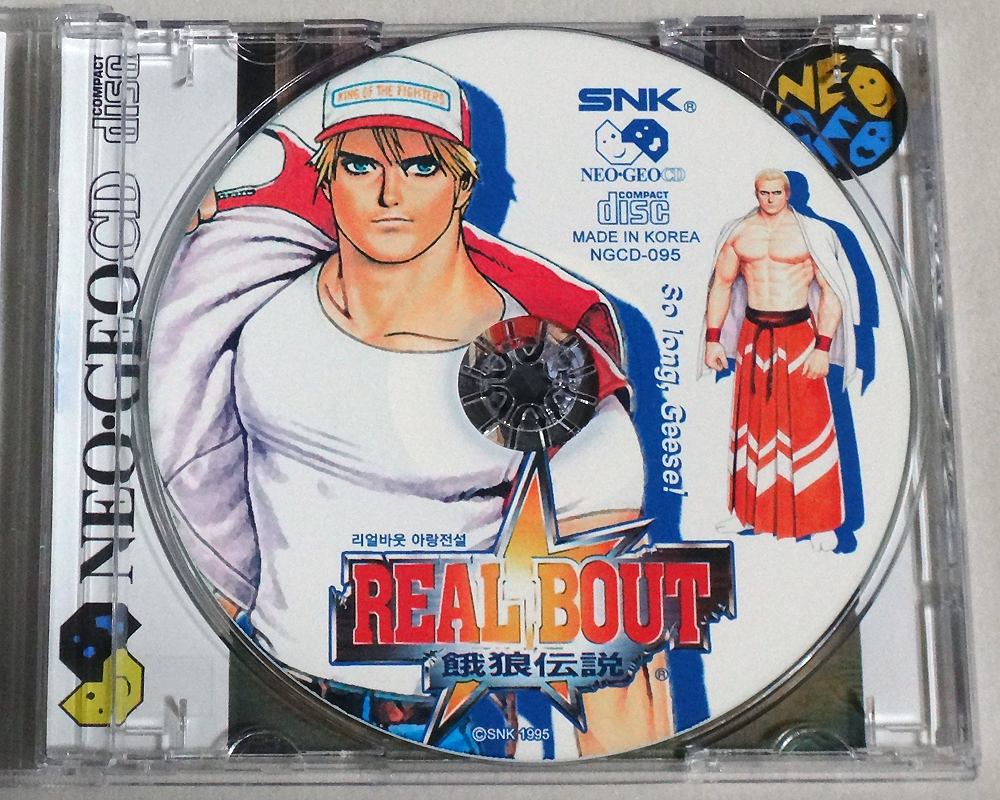 COMPACT
disc
NEO·GEO CD
KING OF THE FIGHTERS
SNK®
NEO·GEO CD
COMPACT
disc
MADE IN KOREA
NGCD-095
NEO
GEO
So long, Geese!
리얼바웃 아랑전설
REAL BOUT
餓狼伝説®
©SNK 1995